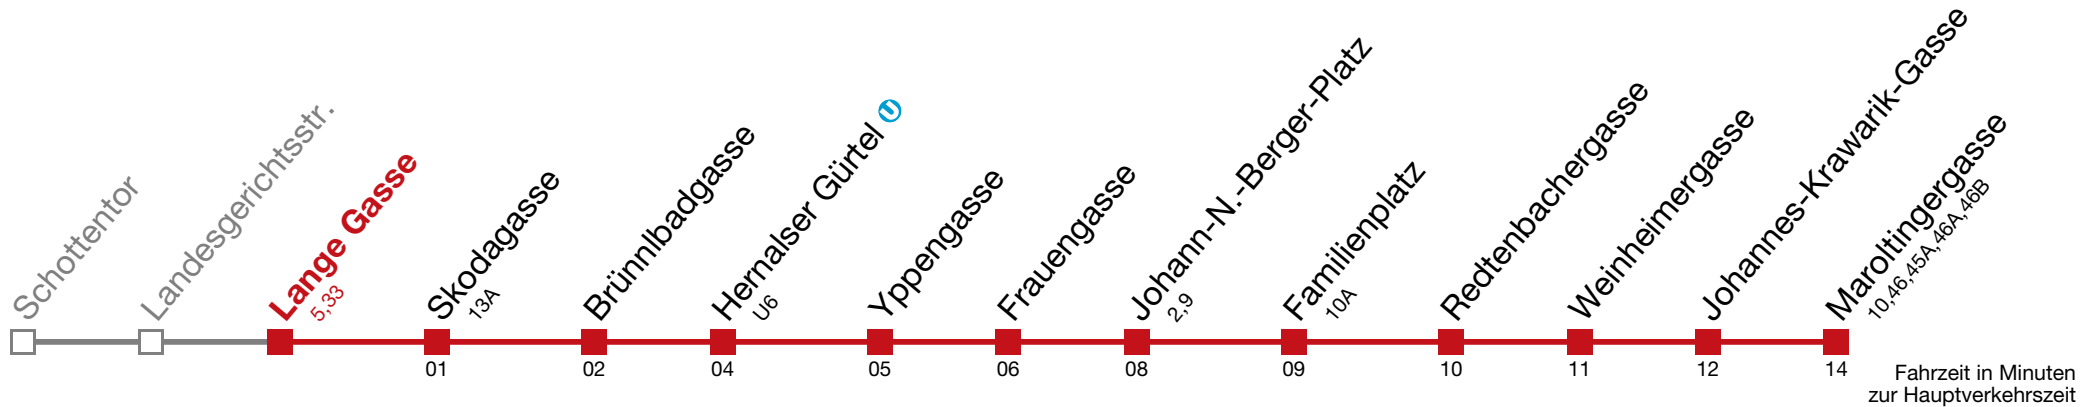 Schottentor
Landesgerichtsstr.
Lange Gasse
5,33
Skodagasse
13A
Brünnlbadgasse
Hernalser Gürtel U
U6
Yppengasse
Frauengasse
Johann-N.-Berger-Platz
2,9
Familienplatz
10A
Redtenbachergasse
Weinheimergasse
Johannes-Krawarik-Gasse
Maroltingergasse
10,46,45A,46A,46B
01 02 04 05 06 08 09 10 11 12 14
Fahrzeit in Minuten
zur Hauptverkehrszeit